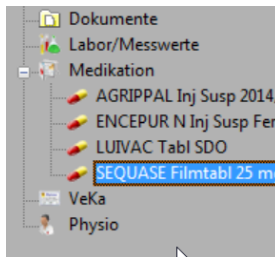 Dokumente
Labor/Messwerte
Medikation
AGRIPPAL Inj Susp 2014,
ENCEPUR N Inj Susp Fer
LUIVAC Tabl SDO
SEQUASE Filmtabl 25 m
VeKa
Physio